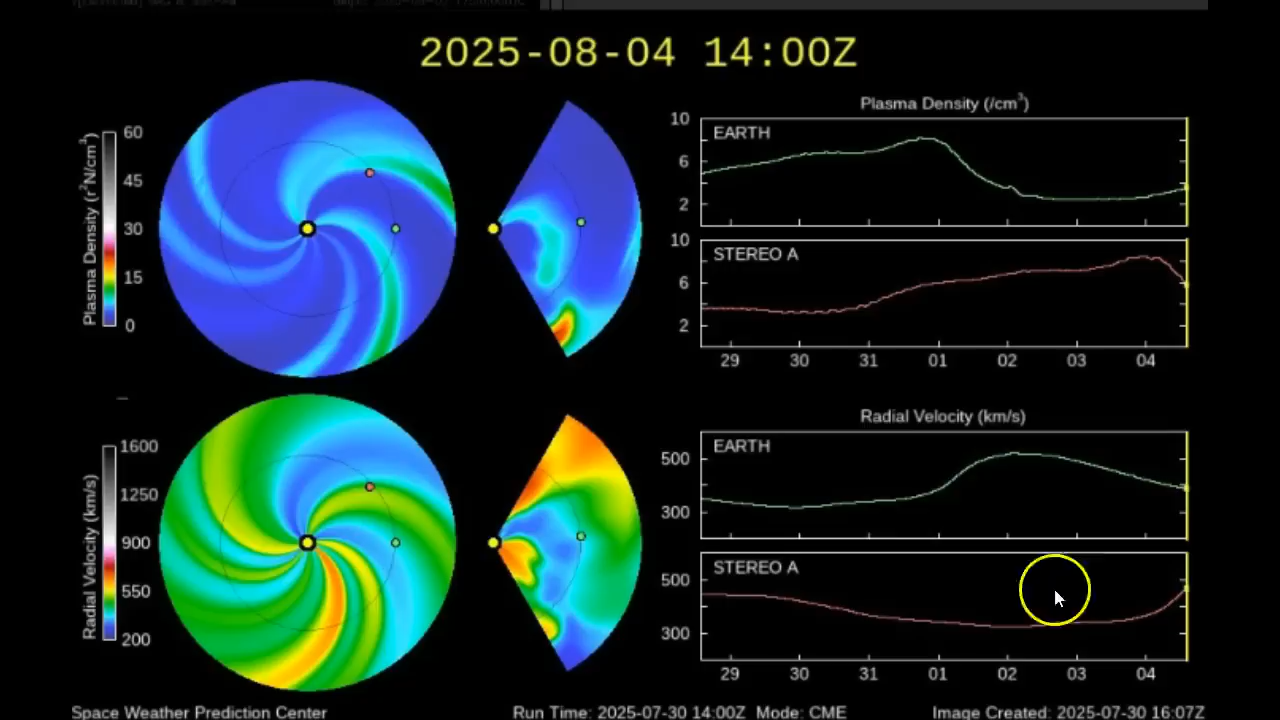 2025-08-04 14:00Z
Plasma Density (r²N/cm³)
60
45
30
15
0
Plasma Density (/cm³)
10
6
2
EARTH
10
6
2
STEREO A
29 30 31 01 02 03 04
Radial Velocity (km/s)
1600
1250
900
550
200
Radial Velocity (km/s)
500
300
EARTH
500
300
STEREO A
29 30 31 01 02 03 04
Space Weather Prediction Center Run Time: 2025-07-30 14:00Z Mode: CME Image Created: 2025-07-30 16:07Z